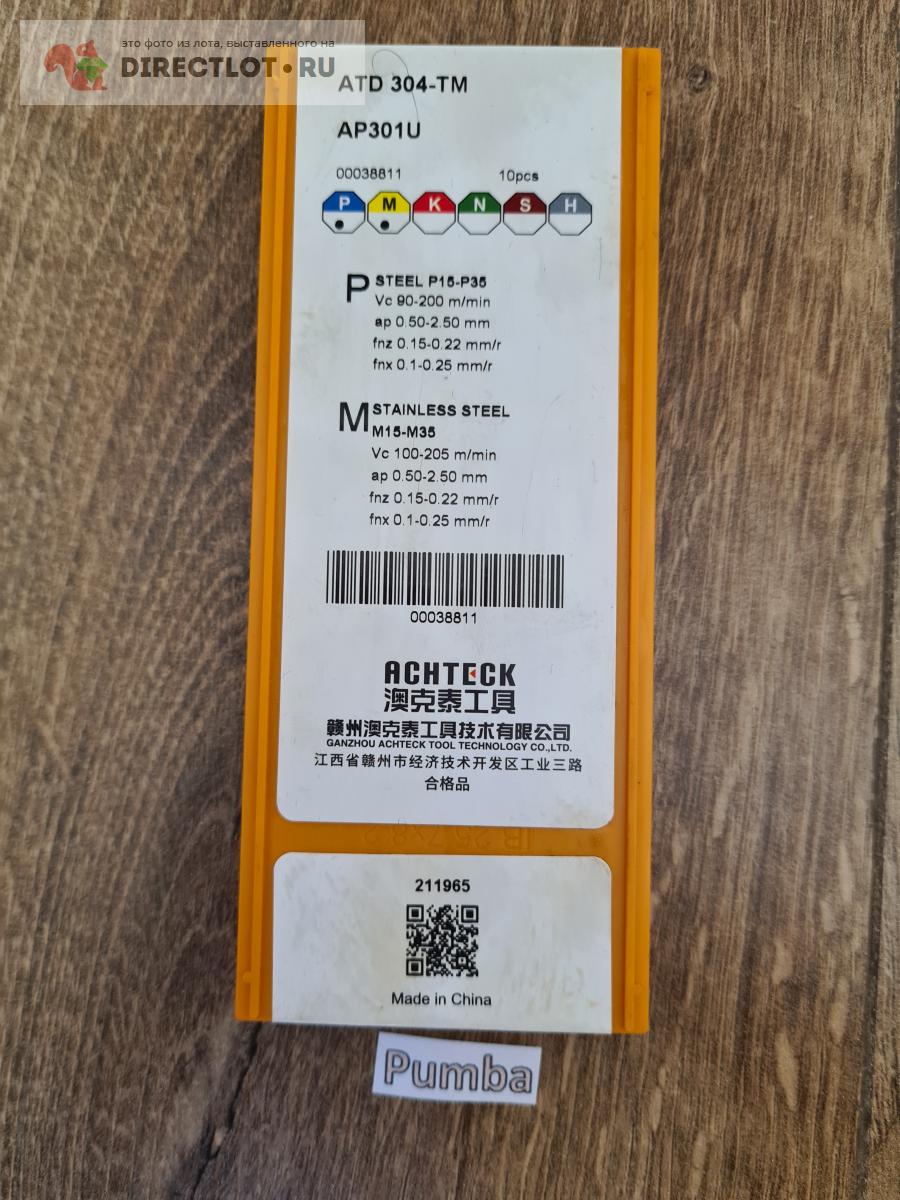 это фото из лота, выставленного на
DIRECTLOT.RU
ATD 304-TM
AP301U
00038811 10pcs
P M K N S H
P STEEL P15-P35
Vc 90-200 m/min
ap 0.50-2.50 mm
fnz 0.15-0.22 mm/r
fnx 0.1-0.25 mm/r
M STAINLESS STEEL
M15-M35
Vc 100-205 m/min
ap 0.50-2.50 mm
fnz 0.15-0.22 mm/r
fnx 0.1-0.25 mm/r
00038811
ACHTECK
澳克泰工具
赣州澳克泰工具技术有限公司
GANZHOU ACHTECK TOOL TECHNOLOGY CO.,LTD.
江西省赣州市经济技术开发区工业三路
合格品
211965
Made in China
Pumba